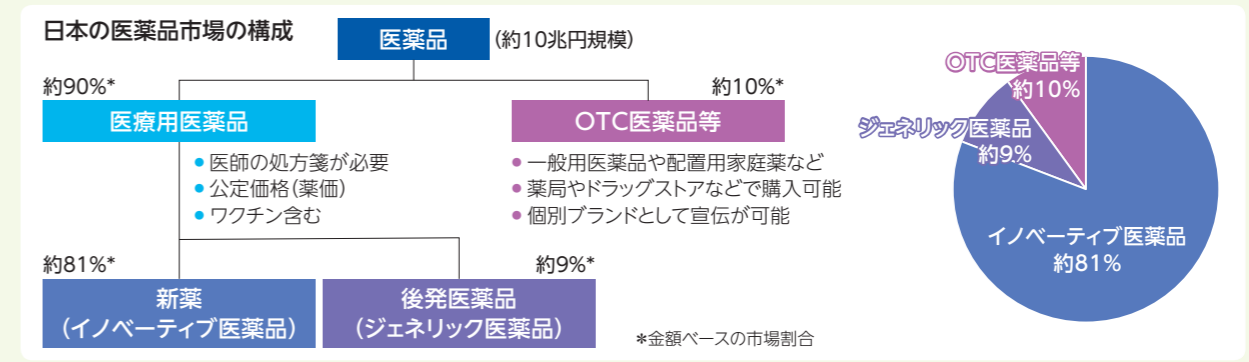 日本の医薬品市場の構成
医薬品
(約10兆円規模)
約90%*
医療用医薬品
• 医師の処方箋が必要
• 公定価格(薬価)
• ワクチン含む
約10%*
OTC医薬品等
• 一般用医薬品や配置用家庭薬など
• 薬局やドラッグストアなどで購入可能
• 個別ブランドとして宣伝が可能
約81%*
新薬
(イノベーティブ医薬品)
約9%*
後発医薬品
(ジェネリック医薬品)
*金額ベースの市場割合
OTC医薬品等
約10%
ジェネリック医薬品
約9%
イノベーティブ医薬品
約81%